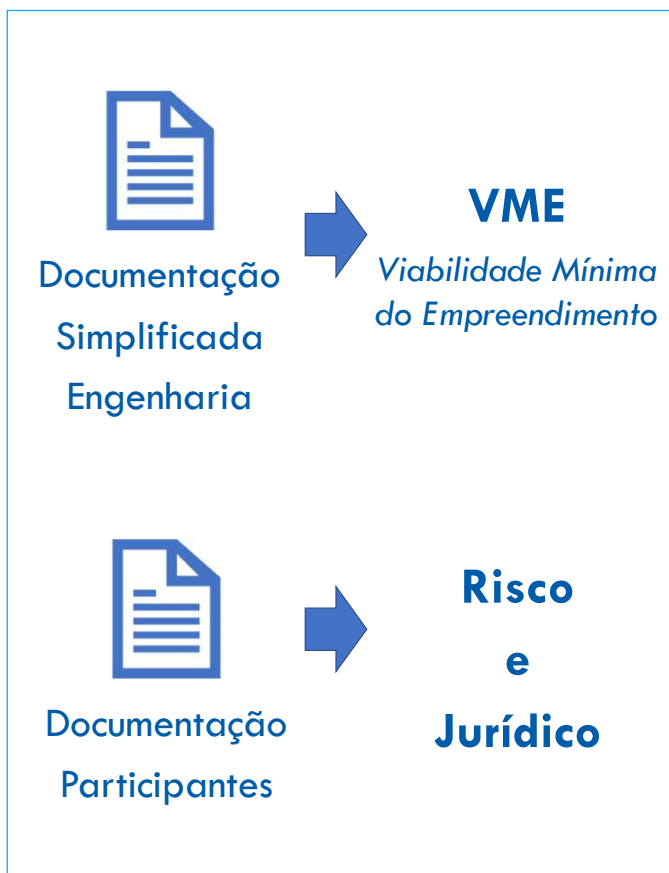 Documentação
Simplificada
Engenharia
VME
Viabilidade Mínima
do Empreendimento
Documentação
Participantes
Risco
e
Jurídico